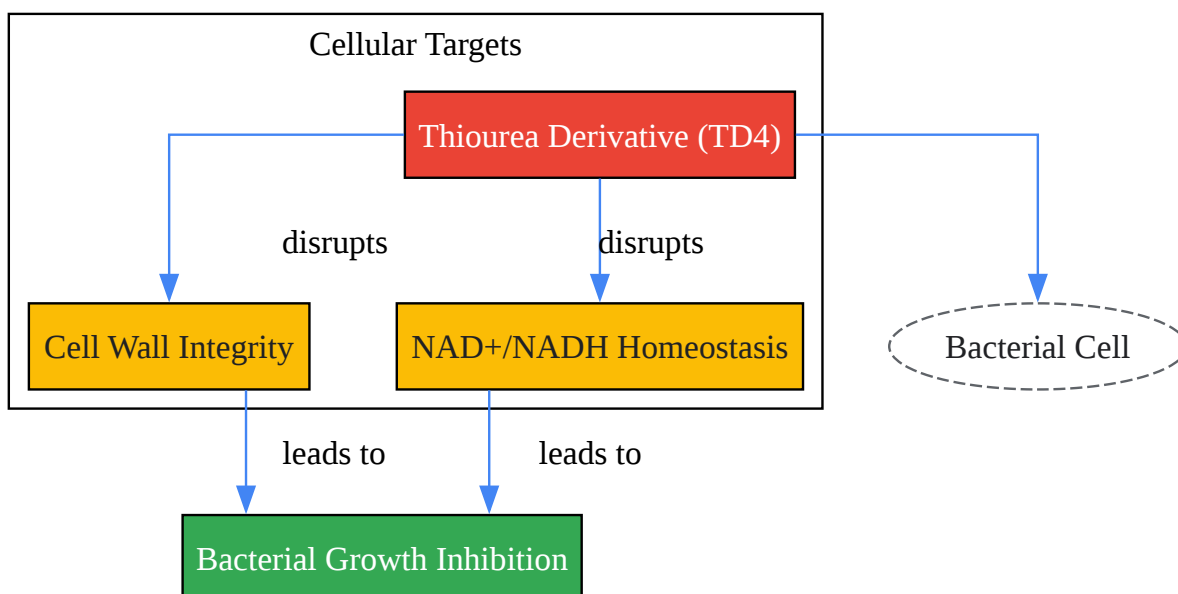 Cellular Targets
Thiourea Derivative (TD4)
disrupts
disrupts
Cell Wall Integrity
NAD+/NADH Homeostasis
Bacterial Cell
leads to
leads to
Bacterial Growth Inhibition